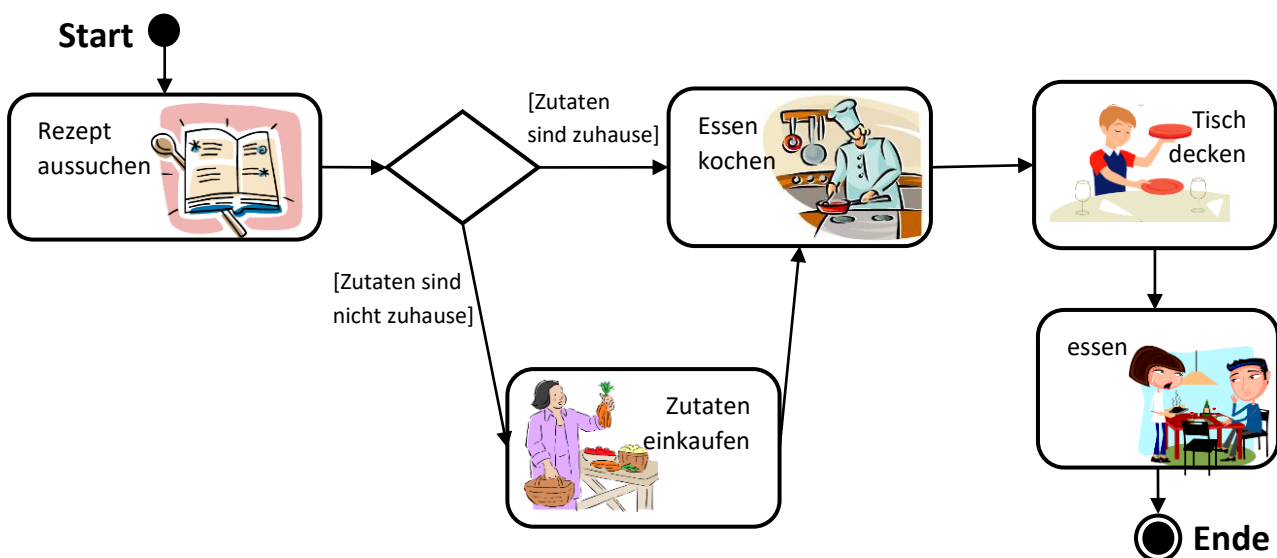 Start
Rezept
aussuchen
[Zutaten
sind zuhause]
Essen
kochen
Tisch
decken
[Zutaten sind
nicht zuhause]
Zutaten
einkaufen
essen
Ende